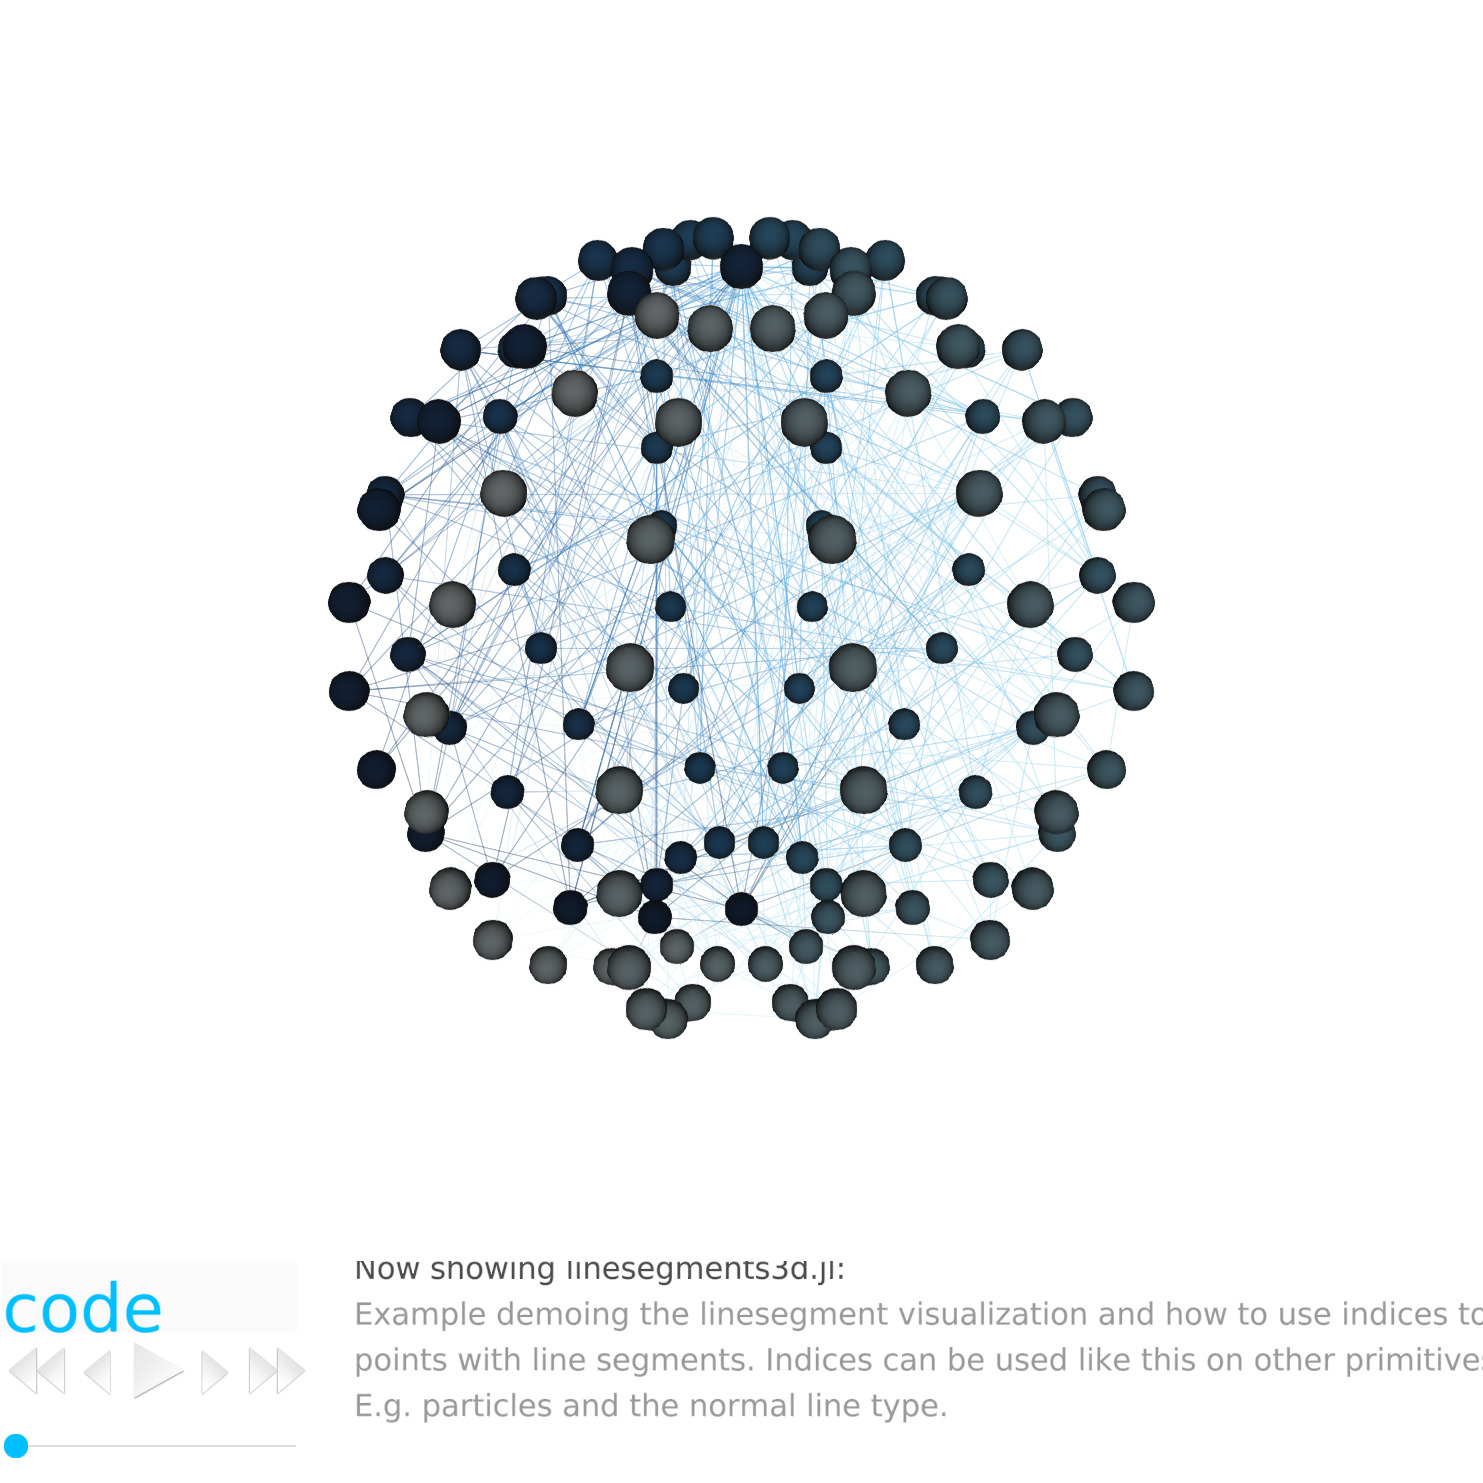 Now showing linesegments3d.jl:
code
Example demoing the linesegment visualization and how to use indices to
points with line segments. Indices can be used like this on other primitives
E.g. particles and the normal line type.